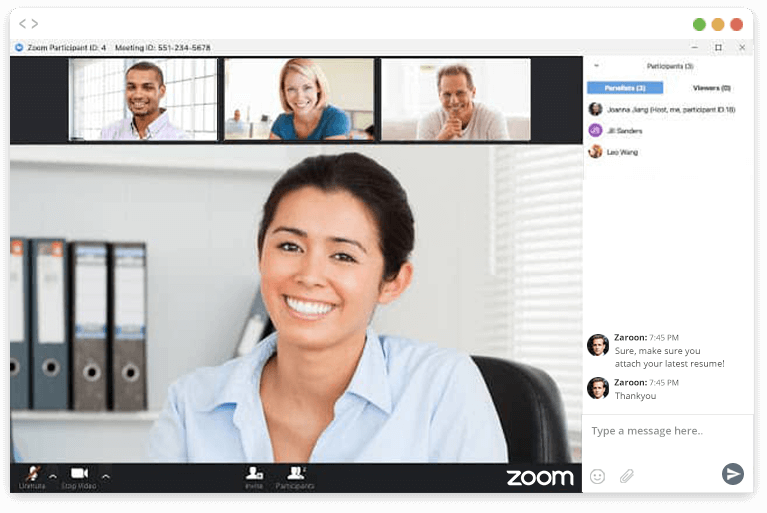 Zoom Participant ID: 4 Meeting ID: 551-234-5678
Participants (3)
Panelists (3) Viewers (0)
Joanna Jiang (Host, me, participant ID:18)
JS Jill Sanders
Leo Wang
Zaroon: 7:45 PM
Sure, make sure you
attach your latest resume!
Zaroon: 7:45 PM
Thankyou
Type a message here..
Unmute Stop Video Invite Participants zoom